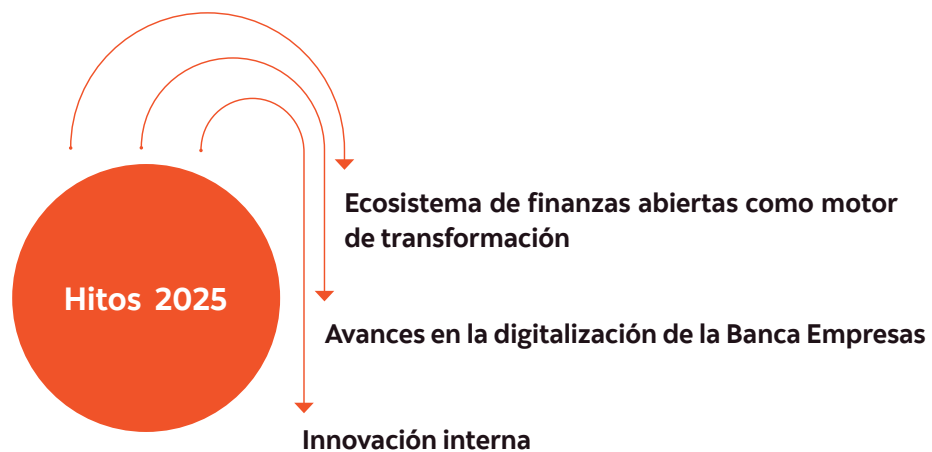 Hitos 2025
Ecosistema de finanzas abiertas como motor
de transformación
Avances en la digitalización de la Banca Empresas
Innovación interna